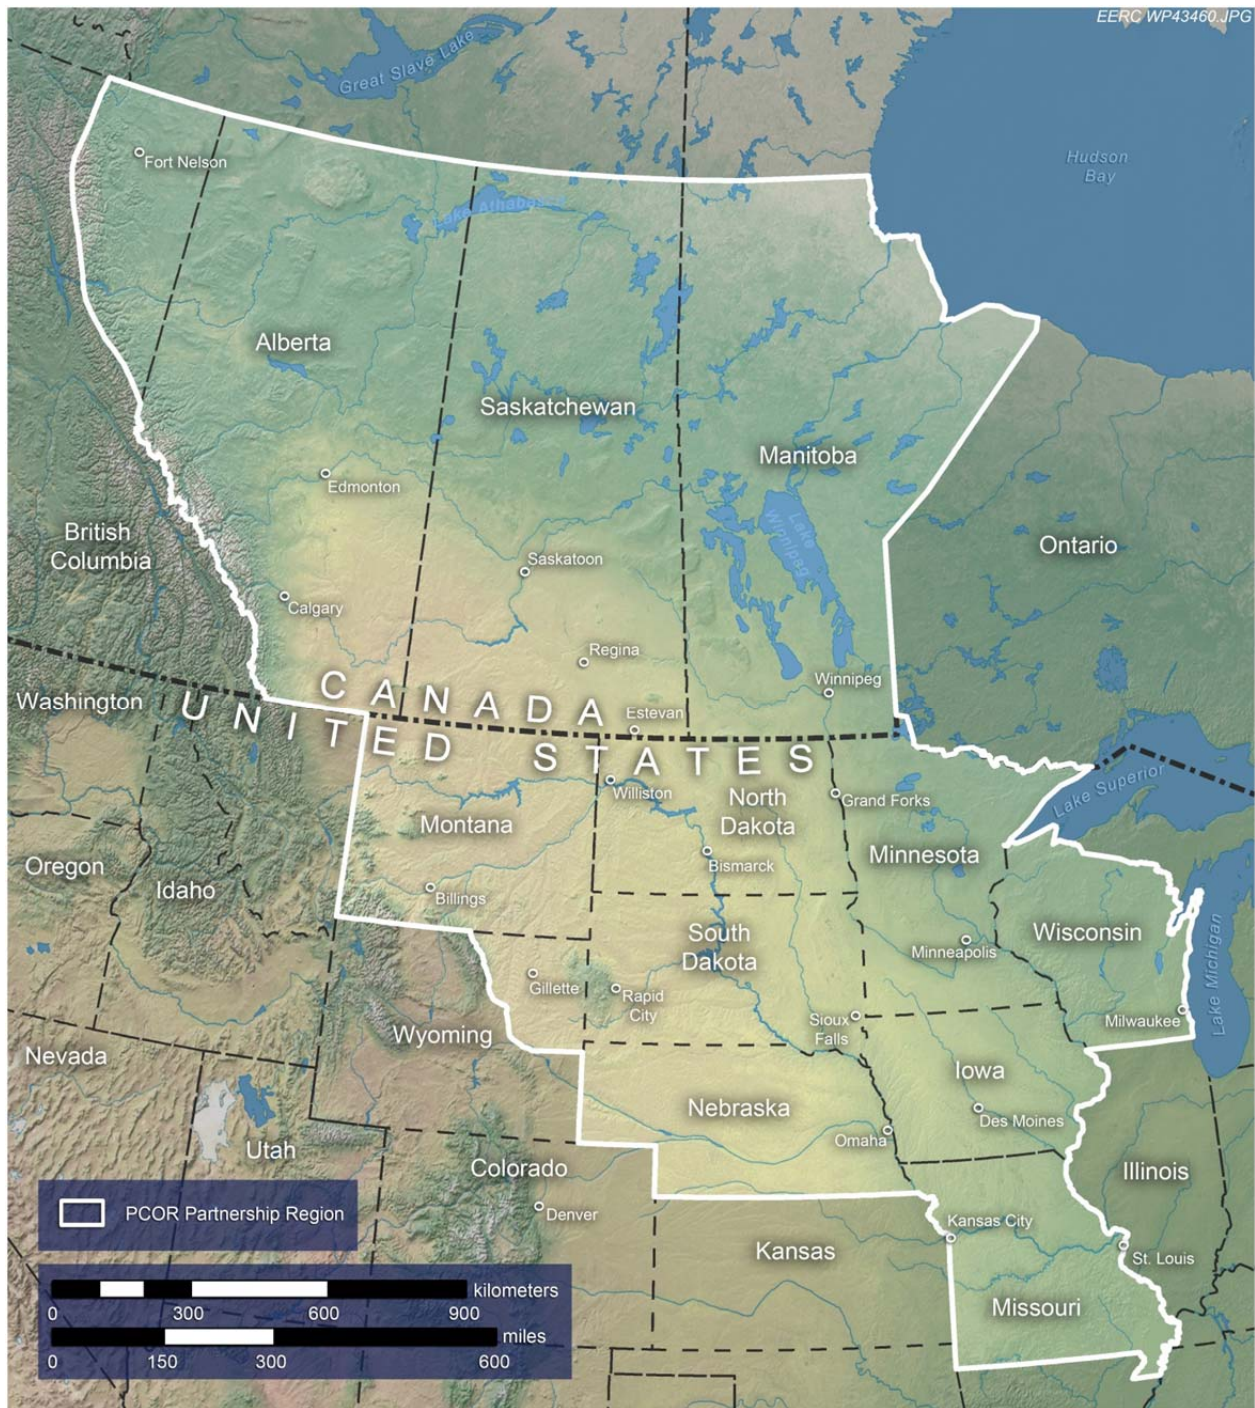 EERC WP43460.JPG
Great Slave Lake
Hudson
Bay
Fort Nelson
Lake Athabasca
Alberta
Saskatchewan
Manitoba
Edmonton
Lake
Winnipag
British
Columbia
Ontario
Saskatoon
Calgary
Regina
Winnipeg
Washington
CANADA
Estevan
UNITED STATES
Williston
North
Dakota
Grand Forks
Lake Superior
Montana
Minnesota
Oregon
Bismarck
Idaho
Billings
Wisconsin
South
Dakota
Minneapolis
Lake Michigan
Gillette
Rapid
City
Milwaukee
Sioux
Falls
Wyoming
Nevada
Iowa
Nebraska
Des Moines
Omaha
Utah
Colorado
Illinois
PCOR Partnership Region
Denver
Kansas City
Kansas
St. Louis
Missouri
kilometers
0 300 600 900
miles
0 150 300 600